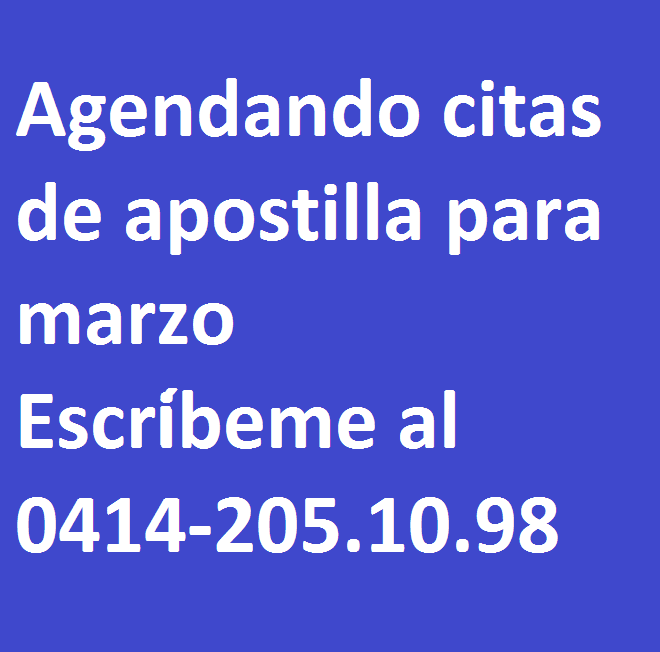 Agendando citas
de apostilla para
marzo
Escríbeme al
0414-205.10.98